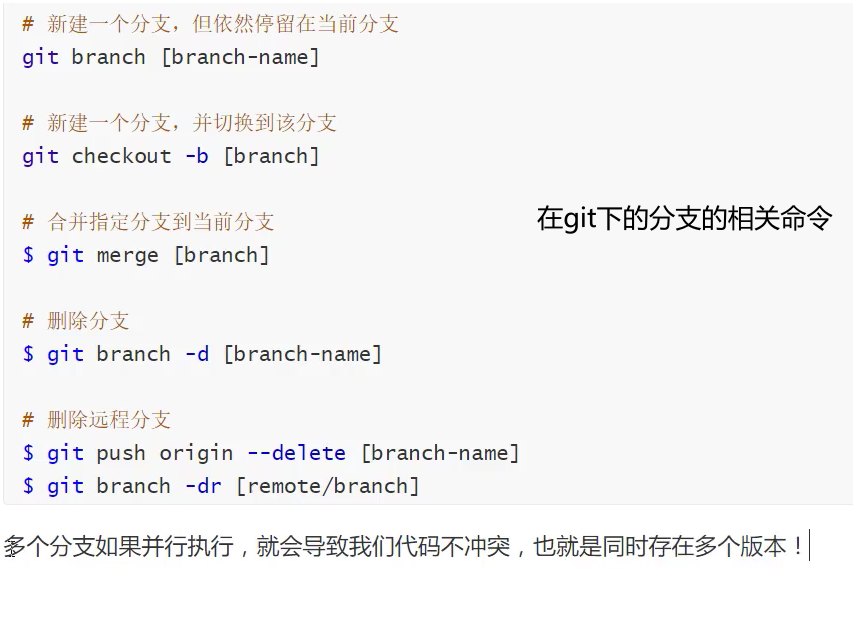 # 新建一个分支，但依然停留在当前分支
git branch [branch-name]
# 新建一个分支，并切换到该分支
git checkout -b [branch]
# 合并指定分支到当前分支
$ git merge [branch]
在git下的分支的相关命令
# 删除分支
$ git branch -d [branch-name]
# 删除远程分支
$ git push origin --delete [branch-name]
$ git branch -dr [remote/branch]
多个分支如果并行执行，就会导致我们代码不冲突，也就是同时存在多个版本！